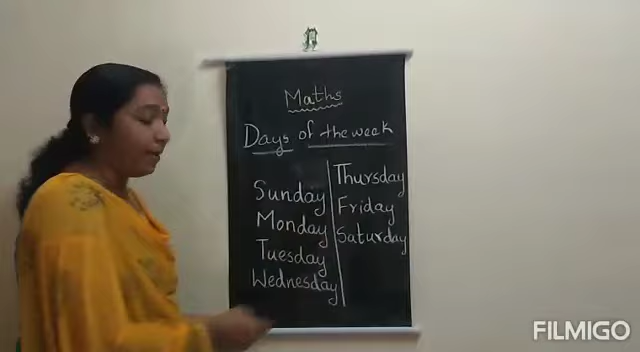 Maths
Days of the week
Sunday
Monday
Tuesday
Wednesday
Thursday
Friday
Saturday
FILMIGO